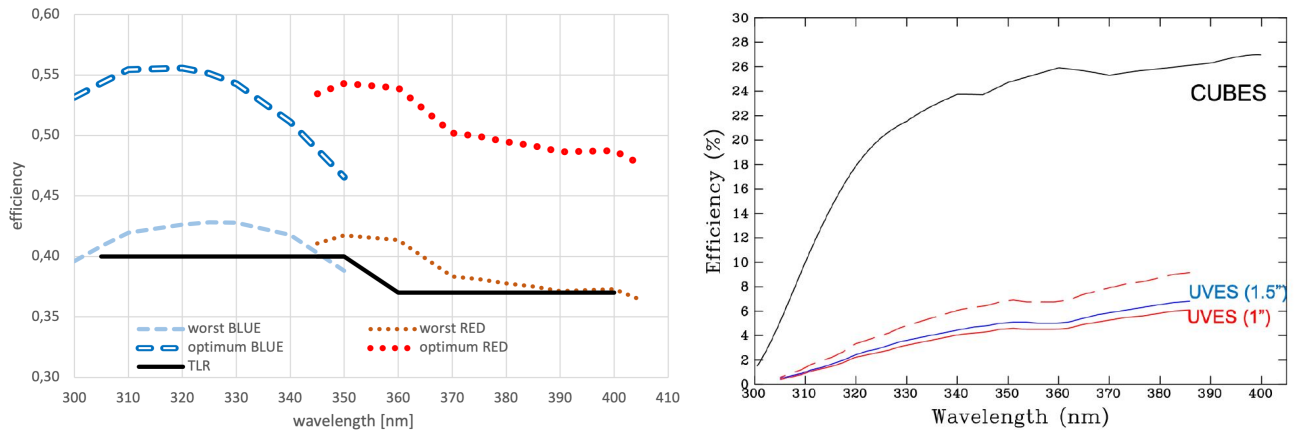 0,60
0,55
0,50
0,45
0,40
0,35
0,30
efficiency
worst BLUE
worst RED
optimum BLUE
optimum RED
TLR
300 310 320 330 340 350 360 370 380 390 400 410
wavelength [nm]
30
28
26
24
22
20
18
16
14
12
10
8
6
4
2
0
Efficiency (%)
CUBES
UVES (1.5”)
UVES (1”)
300 310 320 330 340 350 360 370 380 390 400
Wavelength (nm)